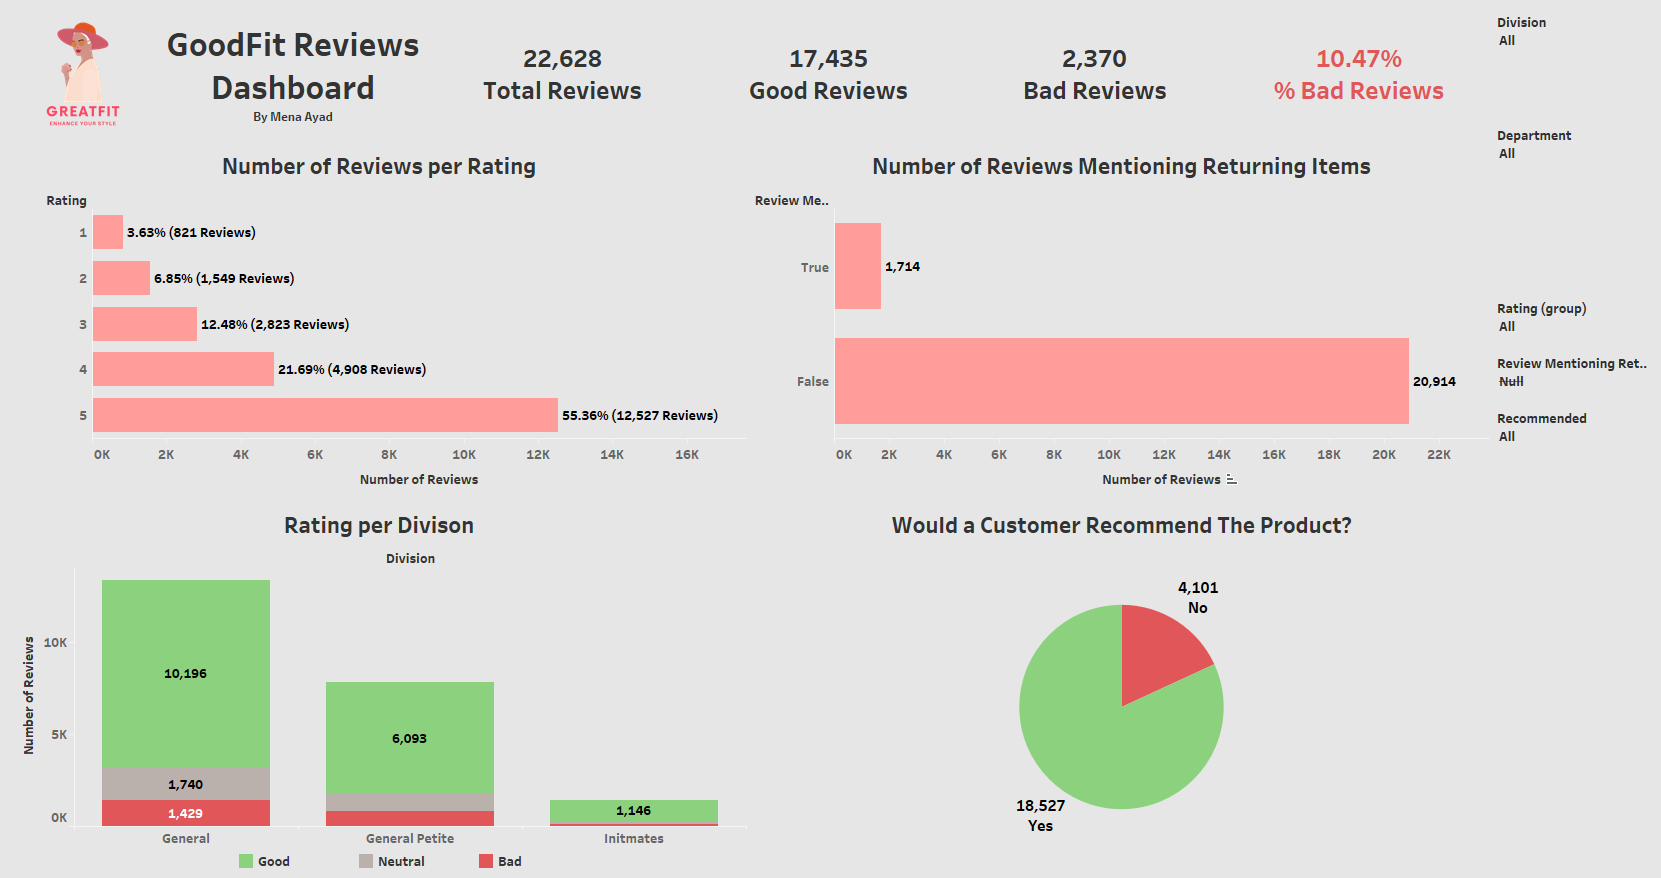 GREATFIT
ENHANCE YOUR STYLE
GoodFit Reviews
Dashboard
By Mena Ayad
22,628
Total Reviews
17,435
Good Reviews
2,370
Bad Reviews
10.47%
% Bad Reviews
Division
All
Department
All
Rating (group)
All
Review Mentioning Ret..
Null
Recommended
All
Number of Reviews per Rating
Rating
1
3.63% (821 Reviews)
2
6.85% (1,549 Reviews)
3
12.48% (2,823 Reviews)
4
21.69% (4,908 Reviews)
5
55.36% (12,527 Reviews)
0K 2K 4K 6K 8K 10K 12K 14K 16K
Number of Reviews
Number of Reviews Mentioning Returning Items
Review Me..
True
1,714
False
20,914
0K 2K 4K 6K 8K 10K 12K 14K 16K 18K 20K 22K
Number of Reviews
Rating per Divison
Division
Number of Reviews
10K
5K
0K
10,196
1,740
1,429
6,093
1,146
General
General Petite
Initmates
Good
Neutral
Bad
Would a Customer Recommend The Product?
4,101
No
18,527
Yes